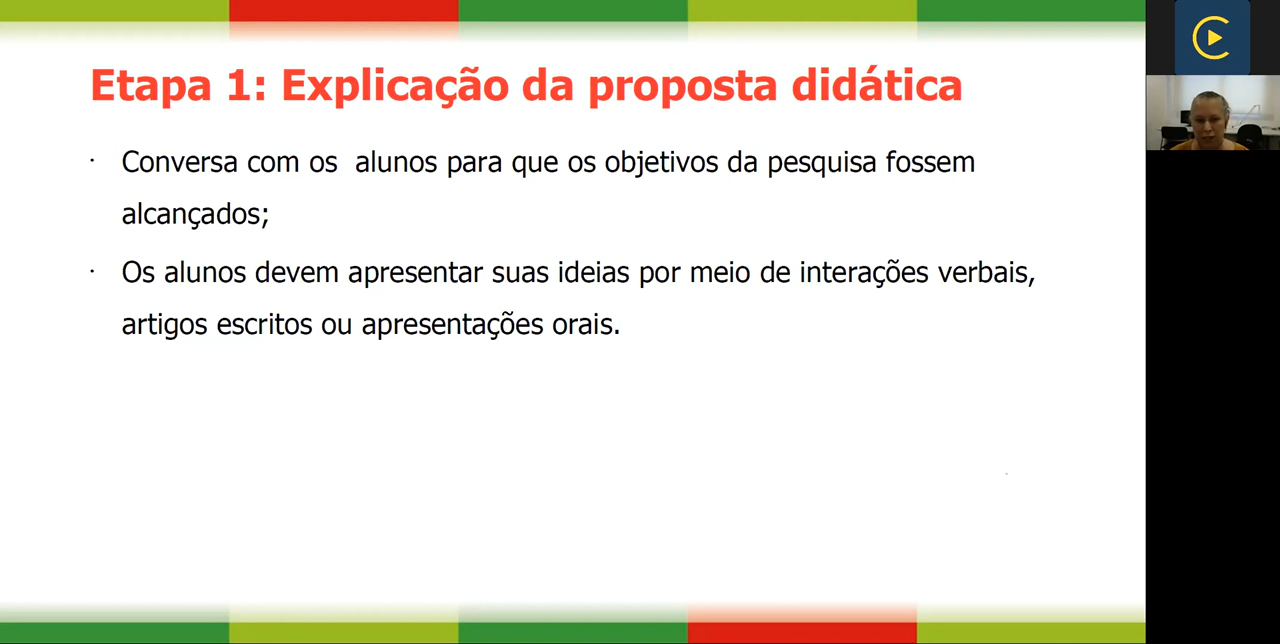 Etapa 1: Explicação da proposta didática
· Conversa com os  alunos para que os objetivos da pesquisa fossem
alcançados;
· Os alunos devem apresentar suas ideias por meio de interações verbais,
artigos escritos ou apresentações orais.